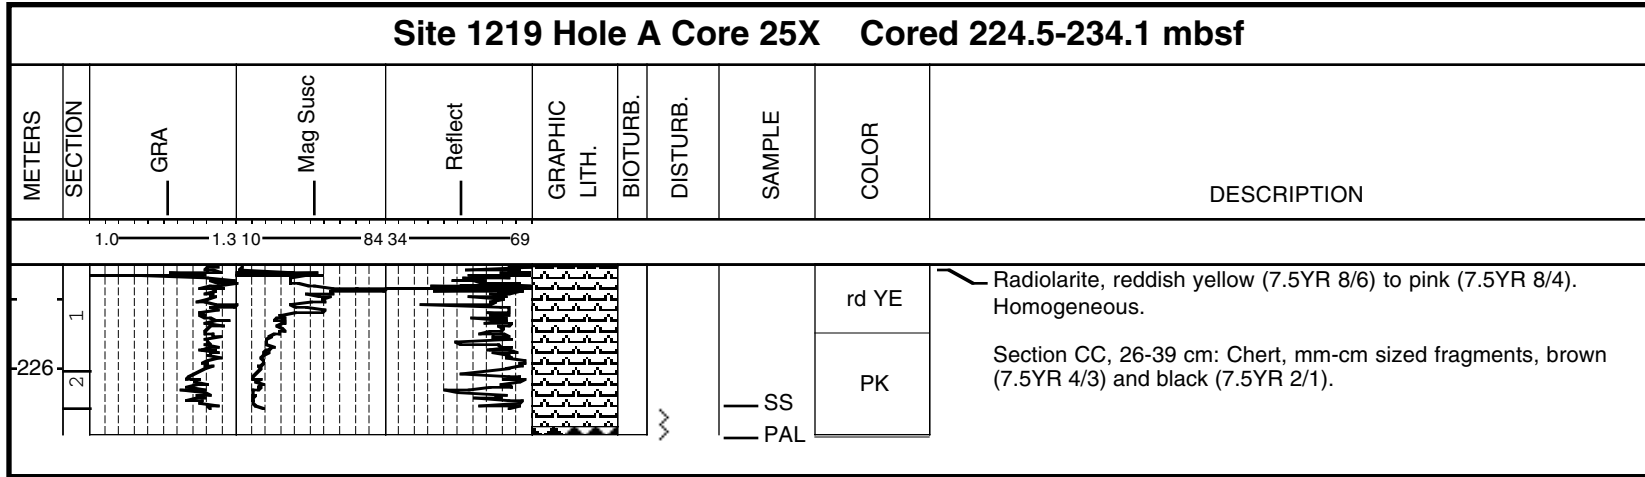 Site 1219 Hole A Core 25X Cored 224.5-234.1 mbsf
METERS
SECTION
GRA
Mag Susc
Reflect
GRAPHIC
LITH.
BIOTURB.
DISTURB.
SAMPLE
COLOR
DESCRIPTION
1.0 1.3 10 84 34 69
1
226
2
SS
PAL
rd YE
PK
Radiolarite, reddish yellow (7.5YR 8/6) to pink (7.5YR 8/4).
Homogeneous.
Section CC, 26-39 cm: Chert, mm-cm sized fragments, brown
(7.5YR 4/3) and black (7.5YR 2/1).